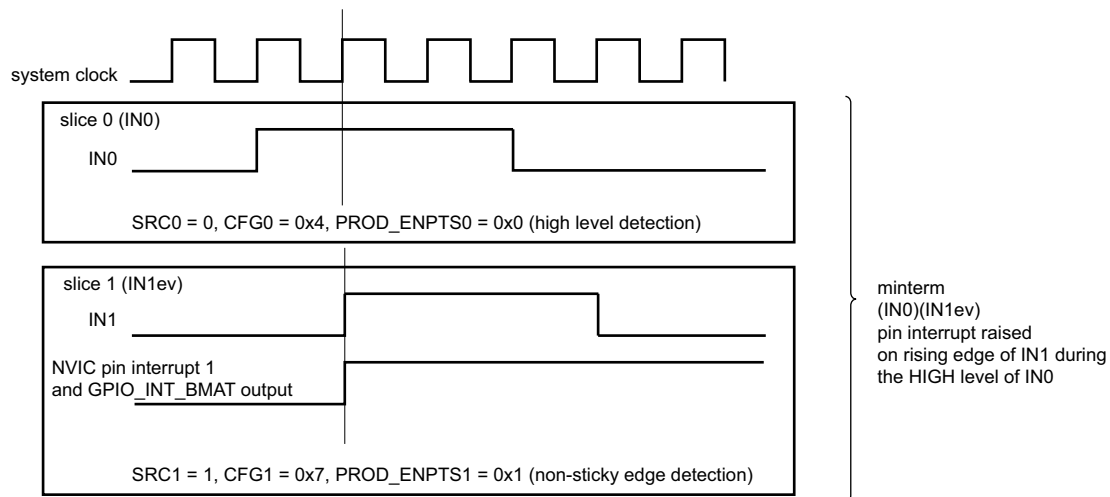 system clock
slice 0 (IN0)
IN0
SRC0 = 0, CFG0 = 0x4, PROD_ENPTS0 = 0x0 (high level detection)
slice 1 (IN1ev)
IN1
NVIC pin interrupt 1
and GPIO_INT_BMAT output
SRC1 = 1, CFG1 = 0x7, PROD_ENPTS1 = 0x1 (non-sticky edge detection)
minterm
(IN0)(IN1ev)
pin interrupt raised
on rising edge of IN1 during
the HIGH level of IN0